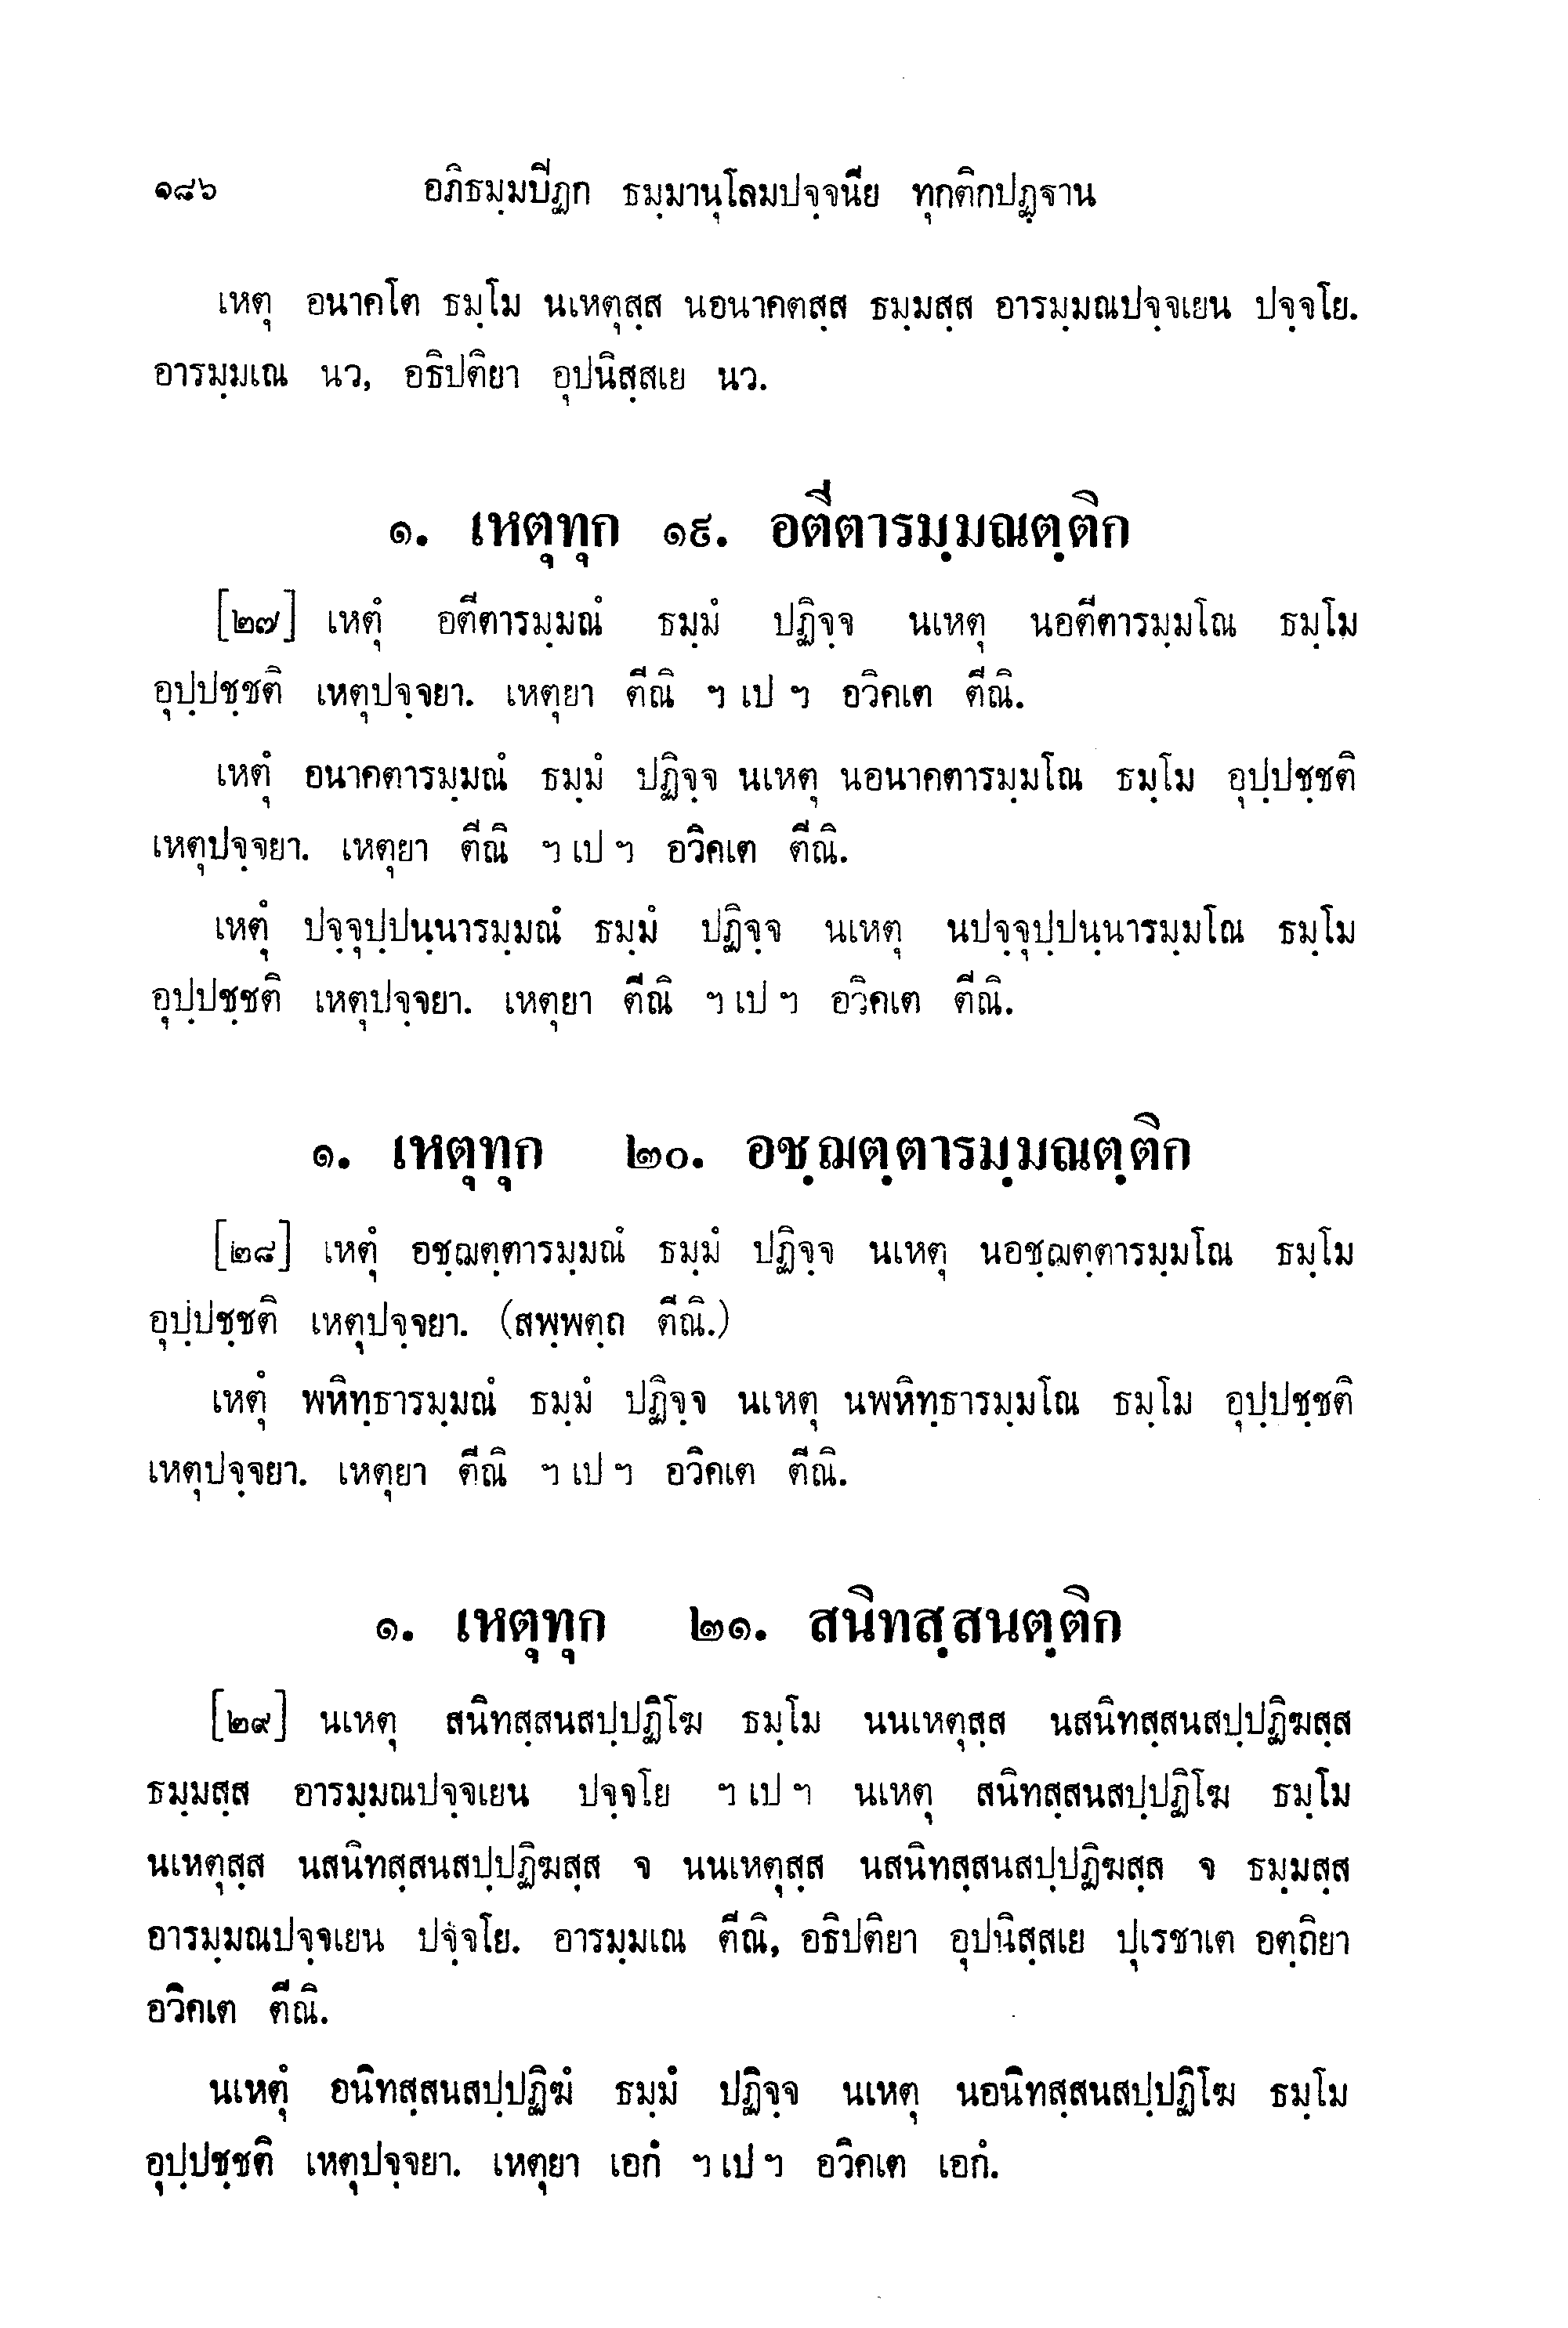 ๑๘๖ อภิธมฺมปีฏก ธมฺมานุโลมปจฺจนีย ทุกติกปฏฺฐาน
เหตุ อนาคโต ธมฺโม นเหตุสฺส นอนาคตสฺส ธมฺมสฺส อารมฺมณปจฺจเยน ปจฺจโย.
อารมฺมเณ นว, อธิปติยา อุปนิสฺสเย นว.
๑. เหตุทุก ๑๙. อตีตารมฺมณตฺติก
[๒๗] เหตุํ อตีตารมฺมณํ ธมฺมํ ปฏิจฺจ นเหตุ นอตีตารมฺมโณ ธมฺโม
อุปฺปชฺชติ เหตุปจฺจยา. เหตุยา ตีณิ ฯ เป ฯ อวิคเต ตีณิ.
เหตุํ อนาคตารมฺมณํ ธมฺมํ ปฏิจฺจ นเหตุ นอนาคตารมฺมโณ ธมฺโม อุปฺปชฺชติ
เหตุปจฺจยา. เหตุยา ตีณิ ฯ เป ฯ อวิคเต ตีณิ.
เหตุํ ปจฺจุปฺปนฺนารมฺมณํ ธมฺมํ ปฏิจฺจ นเหตุ นปจฺจุปฺปนฺนารมฺมโณ ธมฺโม
อุปฺปชฺชติ เหตุปจฺจยา. เหตุยา ตีณิ ฯ เป ฯ อวิคเต ตีณิ.
๑. เหตุทุก ๒๐. อชฺฌตฺตารมฺมณตฺติก
[๒๘] เหตุํ อชฺฌตฺตารมฺมณํ ธมฺมํ ปฏิจฺจ นเหตุ นอชฺฌตฺตารมฺมโณ ธมฺโม
อุปฺปชฺชติ เหตุปจฺจยา. (สพฺพตฺถ ตีณิ.)
เหตุํ พหิทฺธารมฺมณํ ธมฺมํ ปฏิจฺจ นเหตุ นพหิทฺธารมฺมโณ ธมฺโม อุปฺปชฺชติ
เหตุปจฺจยา. เหตุยา ตีณิ ฯ เป ฯ อวิคเต ตีณิ.
๑. เหตุทุก ๒๑. สนิทสฺสนตฺติก
[๒๙] นเหตุ สนิทสฺสนสปฺปฏิโฆ ธมฺโม นนเหตุสฺส นสนิทสฺสนสปฺปฏิฆสฺส
ธมฺมสฺส อารมฺมณปจฺจเยน ปจฺจโย ฯ เป ฯ นเหตุ สนิทสฺสนสปฺปฏิโฆ ธมฺโม
นเหตุสฺส นสนิทสฺสนสปฺปฏิฆสฺส จ นนเหตุสฺส นสนิทสฺสนสปฺปฏิฆสฺส จ ธมฺมสฺส
อารมฺมณปจฺจเยน ปจฺจโย. อารมฺมเณ ตีณิ, อธิปติยา อุปนิสฺสเย ปุเรชาเต อตฺถิยา
อวิคเต ตีณิ.
นเหตุํ อนิทสฺสนสปฺปฏิฆํ ธมฺมํ ปฏิจฺจ นเหตุ นอนิทสฺสนสปฺปฏิโฆ ธมฺโม
อุปฺปชฺชติ เหตุปจฺจยา. เหตุยา เอกํ ฯ เป ฯ อวิคเต เอกํ.